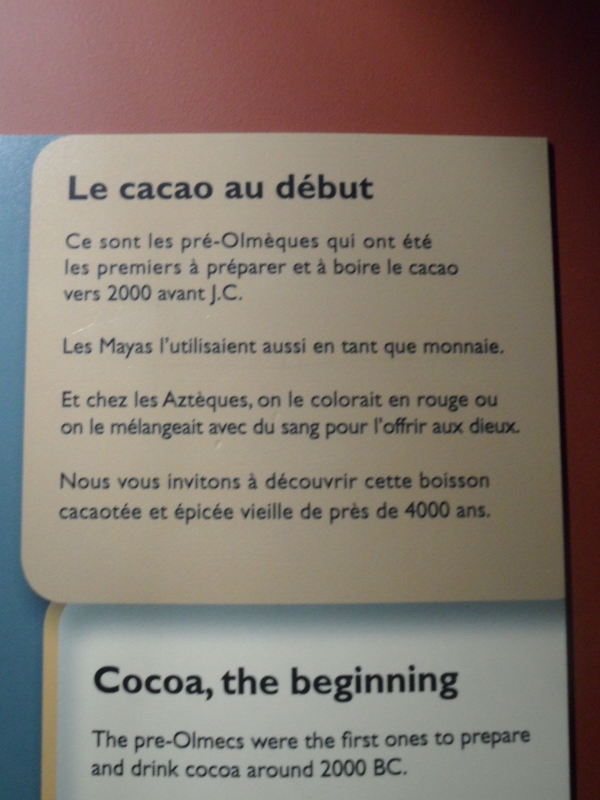 Le cacao au début
Ce sont les pré-Olmèques qui ont été
les premiers à préparer et à boire le cacao
vers 2000 avant J.C.
Les Mayas l'utilisaient aussi en tant que monnaie.
Et chez les Aztèques, on le colorait en rouge ou
on le mélangeait avec du sang pour l'offrir aux dieux.
Nous vous invitons à découvrir cette boisson
cacaotée et épicée vieille de près de 4000 ans.
Cocoa, the beginning
The pre-Olmecs were the first ones to prepare
and drink cocoa around 2000 BC.